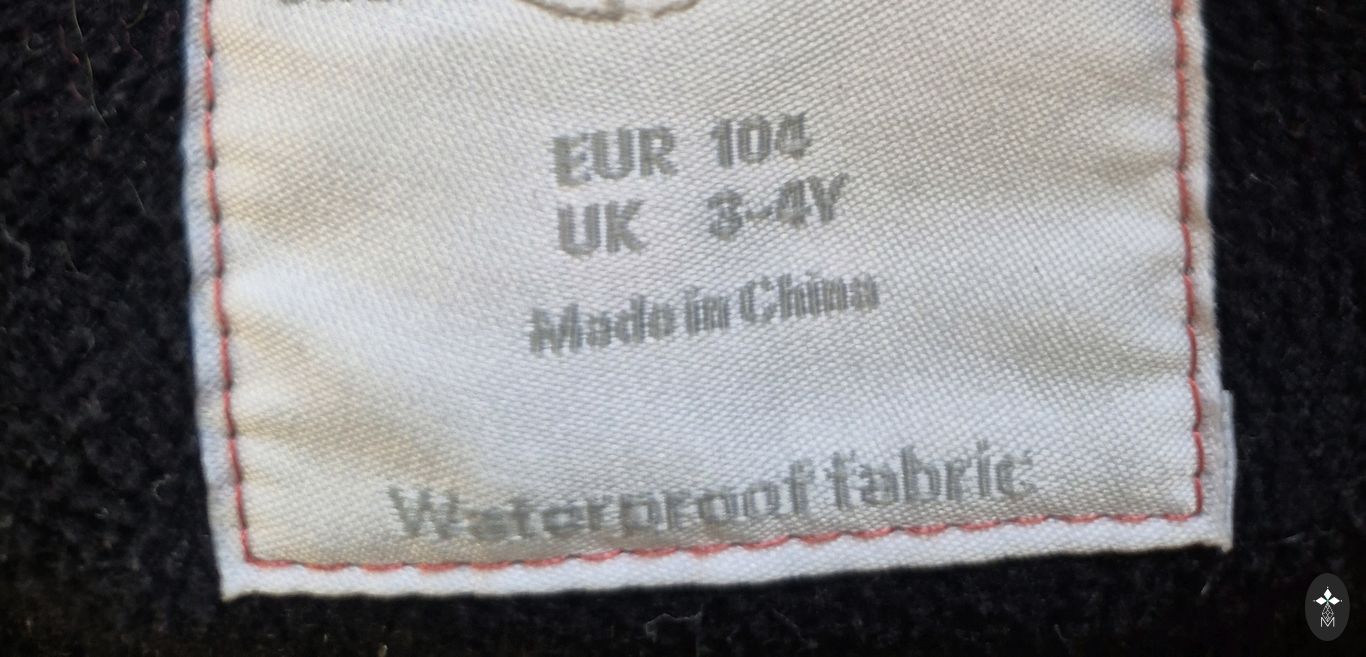 EUR 104
UK 3-4Y
Made in China
Waterproof fabric
M